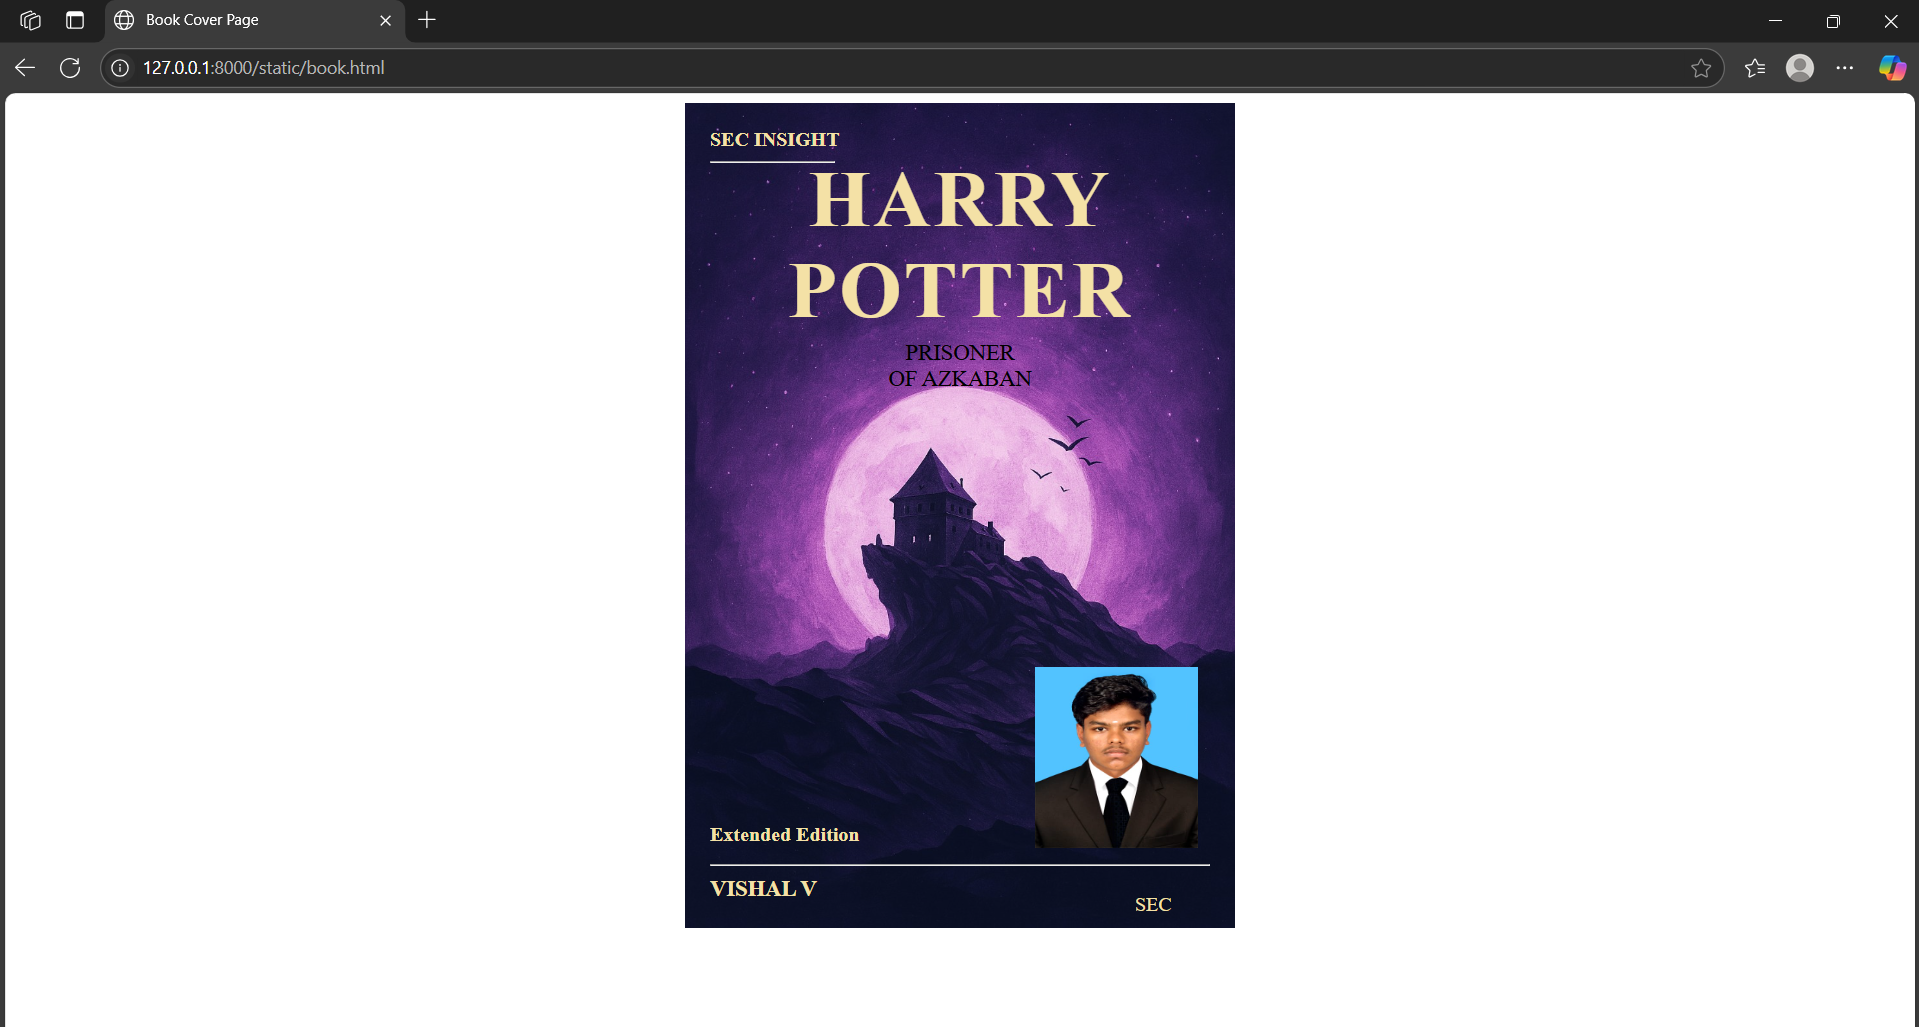 Book Cover Page
127.0.0.1:8000/static/book.html
SEC INSIGHT
HARRY
POTTER
PRISONER
OF AZKABAN
Extended Edition
VISHAL V
SEC